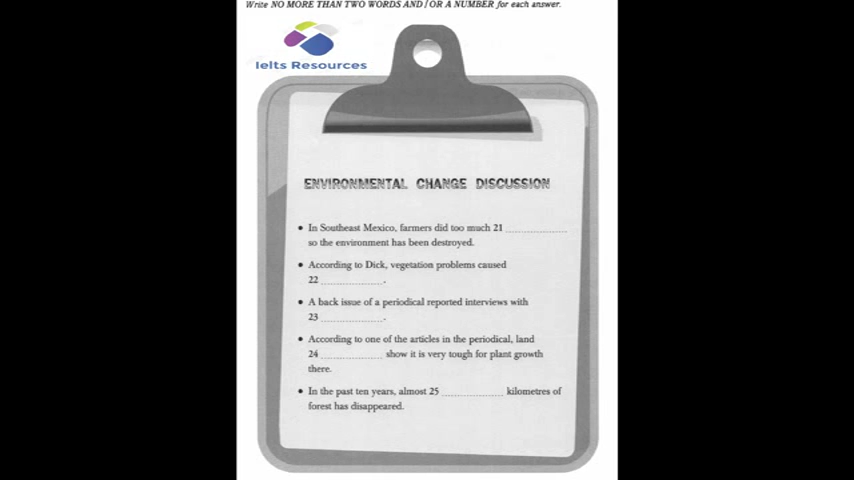 Write NO MORE THAN TWO WORDS AND / OR A NUMBER for each answer.
Ielts Resources
ENVIRONMENTAL CHANGE DISCUSSION
• In Southeast Mexico, farmers did too much 21 ....................
so the environment has been destroyed.
• According to Dick, vegetation problems caused
22 .................... .
• A back issue of a periodical reported interviews with
23 .................... .
• According to one of the articles in the periodical, land
24 .................... show it is very tough for plant growth
there.
• In the past ten years, almost 25 .................... kilometres of
forest has disappeared.